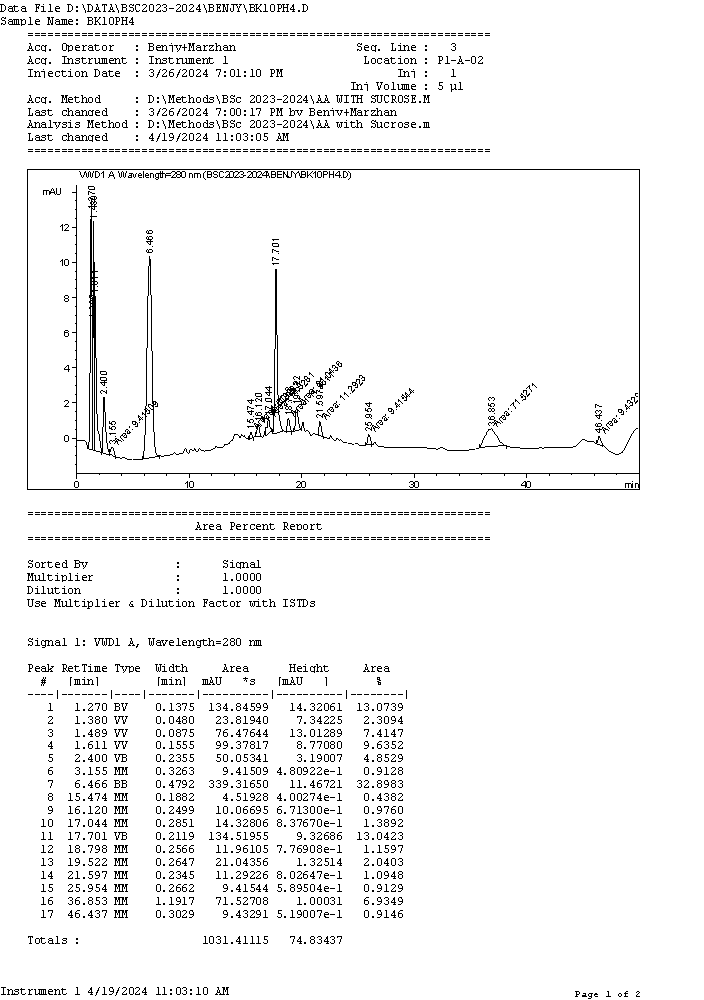 Data File D:\DATA\BSC2023-2024\BENJY\BK10PH4.D
Sample Name: BK10PH4
=====================================================================
Acq. Operator : Benjy+Marzhan Seq. Line : 3
Acq. Instrument : Instrument 1 Location : P1-A-02
Injection Date : 3/26/2024 7:01:10 PM Inj : 1
Inj Volume : 5 µl
Acq. Method : D:\Methods\BSc 2023-2024\AA WITH SUCROSE.M
Last changed : 3/26/2024 7:00:17 PM by Benjy+Marzhan
Analysis Method : D:\Methods\BSc 2023-2024\AA with Sucrose.m
Last changed : 4/19/2024 11:03:05 AM
=====================================================================
VWD1 A, Wavelength=280 nm (BSC2023-2024\BENJY\BK10PH4.D)
mAU
12
10
8
6
4
2
0
2.400
3.155
6.466
15.474
16.120
17.044
17.701
21.597
Area: 11.2923
25.954
Area: 9.41544
36.853
Area: 71.5271
46.437
0 10 20 30 40 min
=====================================================================
Area Percent Report
=====================================================================
Sorted By : Signal
Multiplier : 1.0000
Dilution : 1.0000
Use Multiplier & Dilution Factor with ISTDs
Signal 1: VWD1 A, Wavelength=280 nm
Peak RetTime Type Width Area Height Area
# [min] [min] mAU *s [mAU ] %
----|-------|----|-------|----------|----------|--------|
1 1.270 BV 0.1375 134.84599 14.32061 13.0739
2 1.380 VV 0.0480 23.81940 7.34225 2.3094
3 1.489 VV 0.0875 76.47644 13.01289 7.4147
4 1.611 VV 0.1555 99.37817 8.77080 9.6352
5 2.400 VB 0.2355 50.05341 3.19007 4.8529
6 3.155 MM 0.3263 9.41509 4.80922e-1 0.9128
7 6.466 BB 0.4792 339.31650 11.46721 32.8983
8 15.474 MM 0.1882 4.51928 4.00274e-1 0.4382
9 16.120 MM 0.2499 10.06695 6.71300e-1 0.9760
10 17.044 MM 0.2851 14.32806 8.37670e-1 1.3892
11 17.701 VB 0.2119 134.51955 9.32686 13.0423
12 18.798 MM 0.2566 11.96105 7.76908e-1 1.1597
13 19.522 MM 0.2647 21.04356 1.32514 2.0403
14 21.597 MM 0.2345 11.29226 8.02647e-1 1.0948
15 25.954 MM 0.2662 9.41544 5.89504e-1 0.9129
16 36.853 MM 1.1917 71.52708 1.00031 6.9349
17 46.437 MM 0.3029 9.43291 5.19007e-1 0.9146
Totals : 1031.41115 74.83437
Instrument 1 4/19/2024 11:03:10 AM Page 1 of 2